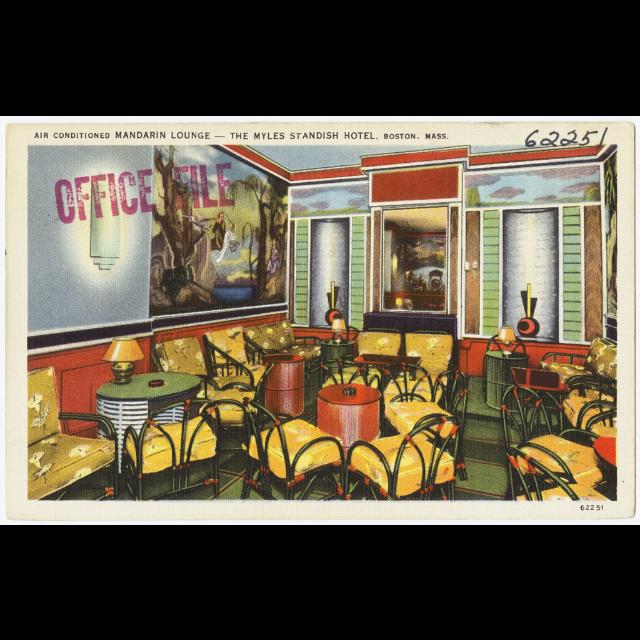 AIR CONDITIONED MANDARIN LOUNGE — THE MYLES STANDISH HOTEL, BOSTON, MASS.
62251
OFFICE FILE
62251